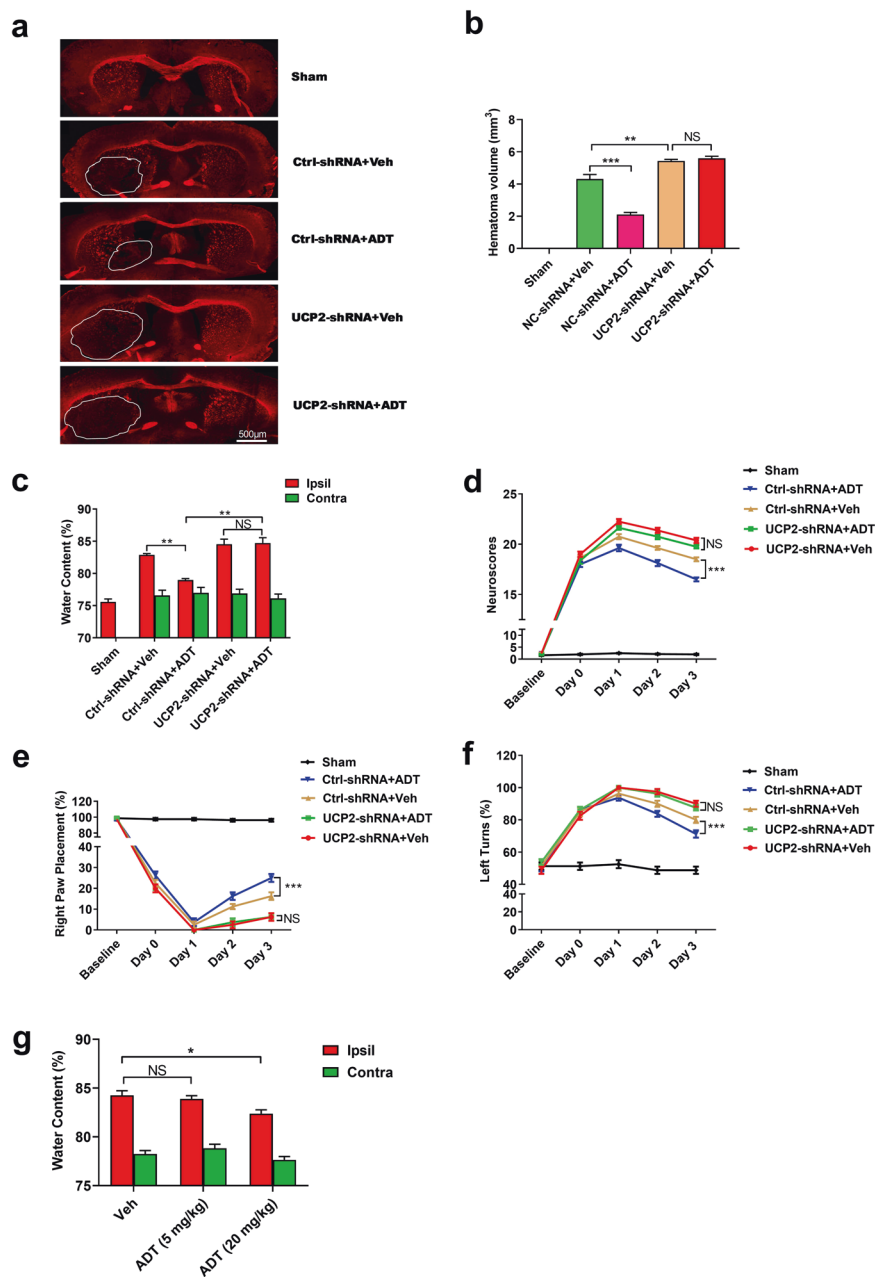 a
Sham
Ctrl-shRNA+Veh
Ctrl-shRNA+ADT
UCP2-shRNA+Veh
UCP2-shRNA+ADT
500μm
b
Hematoma volume (mm³)
8
6
4
2
0
**
***
NS
Sham
NC-shRNA+Veh
NC-shRNA+ADT
UCP2-shRNA+Veh
UCP2-shRNA+ADT
c
Ipsil
Contra
Water Content (%)
90
85
80
75
70
**
**
NS
Sham
Ctrl-shRNA+Veh
Ctrl-shRNA+ADT
UCP2-shRNA+Veh
UCP2-shRNA+ADT
d
Sham
Ctrl-shRNA+ADT
Ctrl-shRNA+Veh
UCP2-shRNA+ADT
UCP2-shRNA+Veh
Neuroscores
25
20
15
5
0
NS
***
Baseline
Day 0
Day 1
Day 2
Day 3
e
Sham
Ctrl-shRNA+ADT
Ctrl-shRNA+Veh
UCP2-shRNA+ADT
UCP2-shRNA+Veh
Right Paw Placement (%)
120
100
40
30
20
10
0
***
NS
Baseline
Day 0
Day 1
Day 2
Day 3
f
Sham
Ctrl-shRNA+ADT
Ctrl-shRNA+Veh
UCP2-shRNA+ADT
UCP2-shRNA+Veh
Left Turns (%)
120
100
80
60
40
40
30
20
10
0
NS
***
Baseline
Day 0
Day 1
Day 2
Day 3
g
Ipsil
Contra
Water Content (%)
90
85
80
75
*
NS
Veh
ADT (5 mg/kg)
ADT (20 mg/kg)